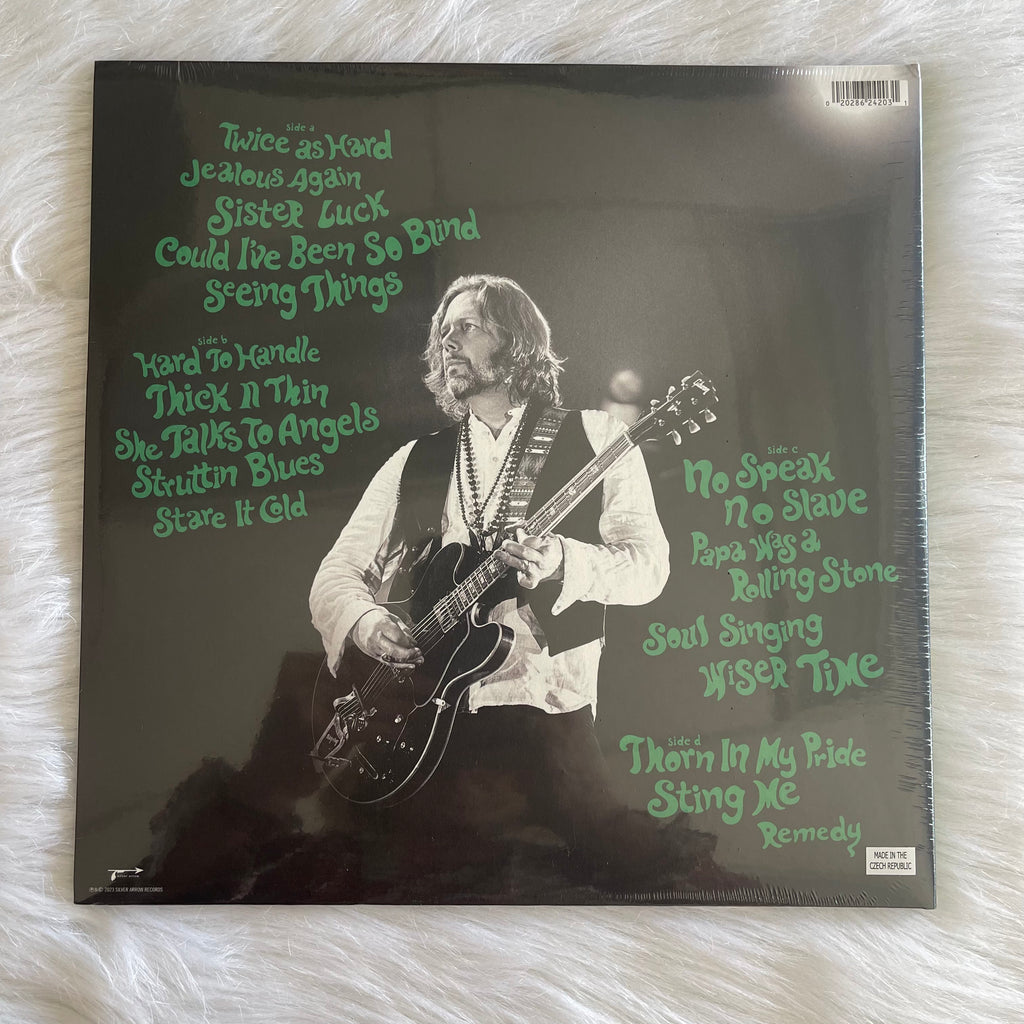 0 20286 24203 1
Side a
Twice as Hard
Jealous Again
Sister Luck
Could I've Been So Blind
Seeing Things
Side b
Hard To Handle
Thick N Thin
She Talks To Angels
Struttin Blues
Stare It Cold
Side c
No Speak
No Slave
Papa Was a
Rolling Stone
Soul Singing
Wiser Time
Side d
Thorn In My Pride
Sting Me
Remedy
MADE IN THE
CZECH REPUBLIC
℗ & © 2023 SILVER ARROW RECORDS